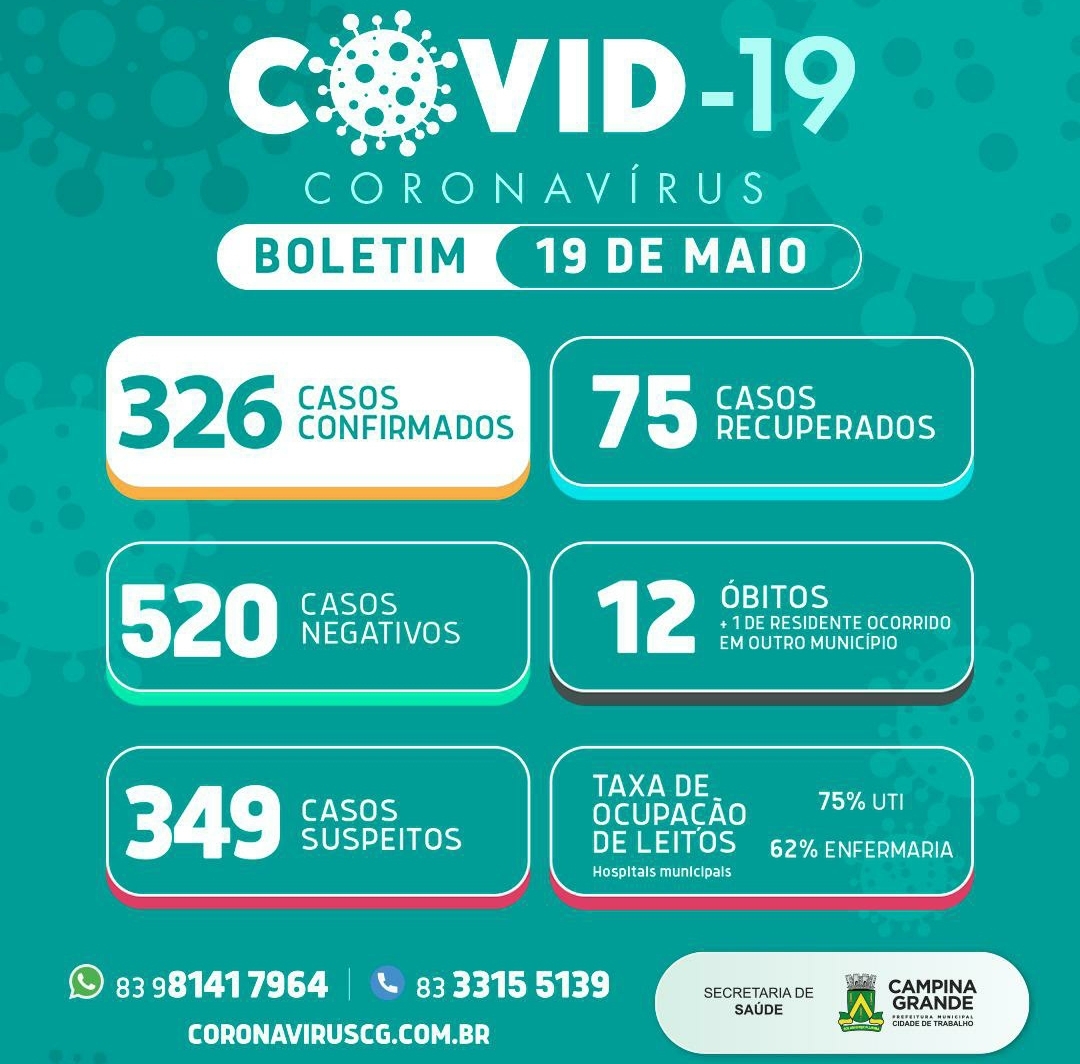 COVID-19
CORONAVÍRUS
BOLETIM 19 DE MAIO
326 CASOS
CONFIRMADOS
75 CASOS
RECUPERADOS
520 CASOS
NEGATIVOS
12 ÓBITOS
+ 1 DE RESIDENTE OCORRIDO
EM OUTRO MUNICÍPIO
349 CASOS
SUSPEITOS
TAXA DE
OCUPAÇÃO
DE LEITOS
Hospitais municipais
75% UTI
62% ENFERMARIA
83 981417964
83 3315 5139
CORONAVIRUSCG.COM.BR
SECRETARIA DE
SAÚDE
CAMPINA
GRANDE
PREFEITURA MUNICIPAL
CIDADE DE TRABALHO